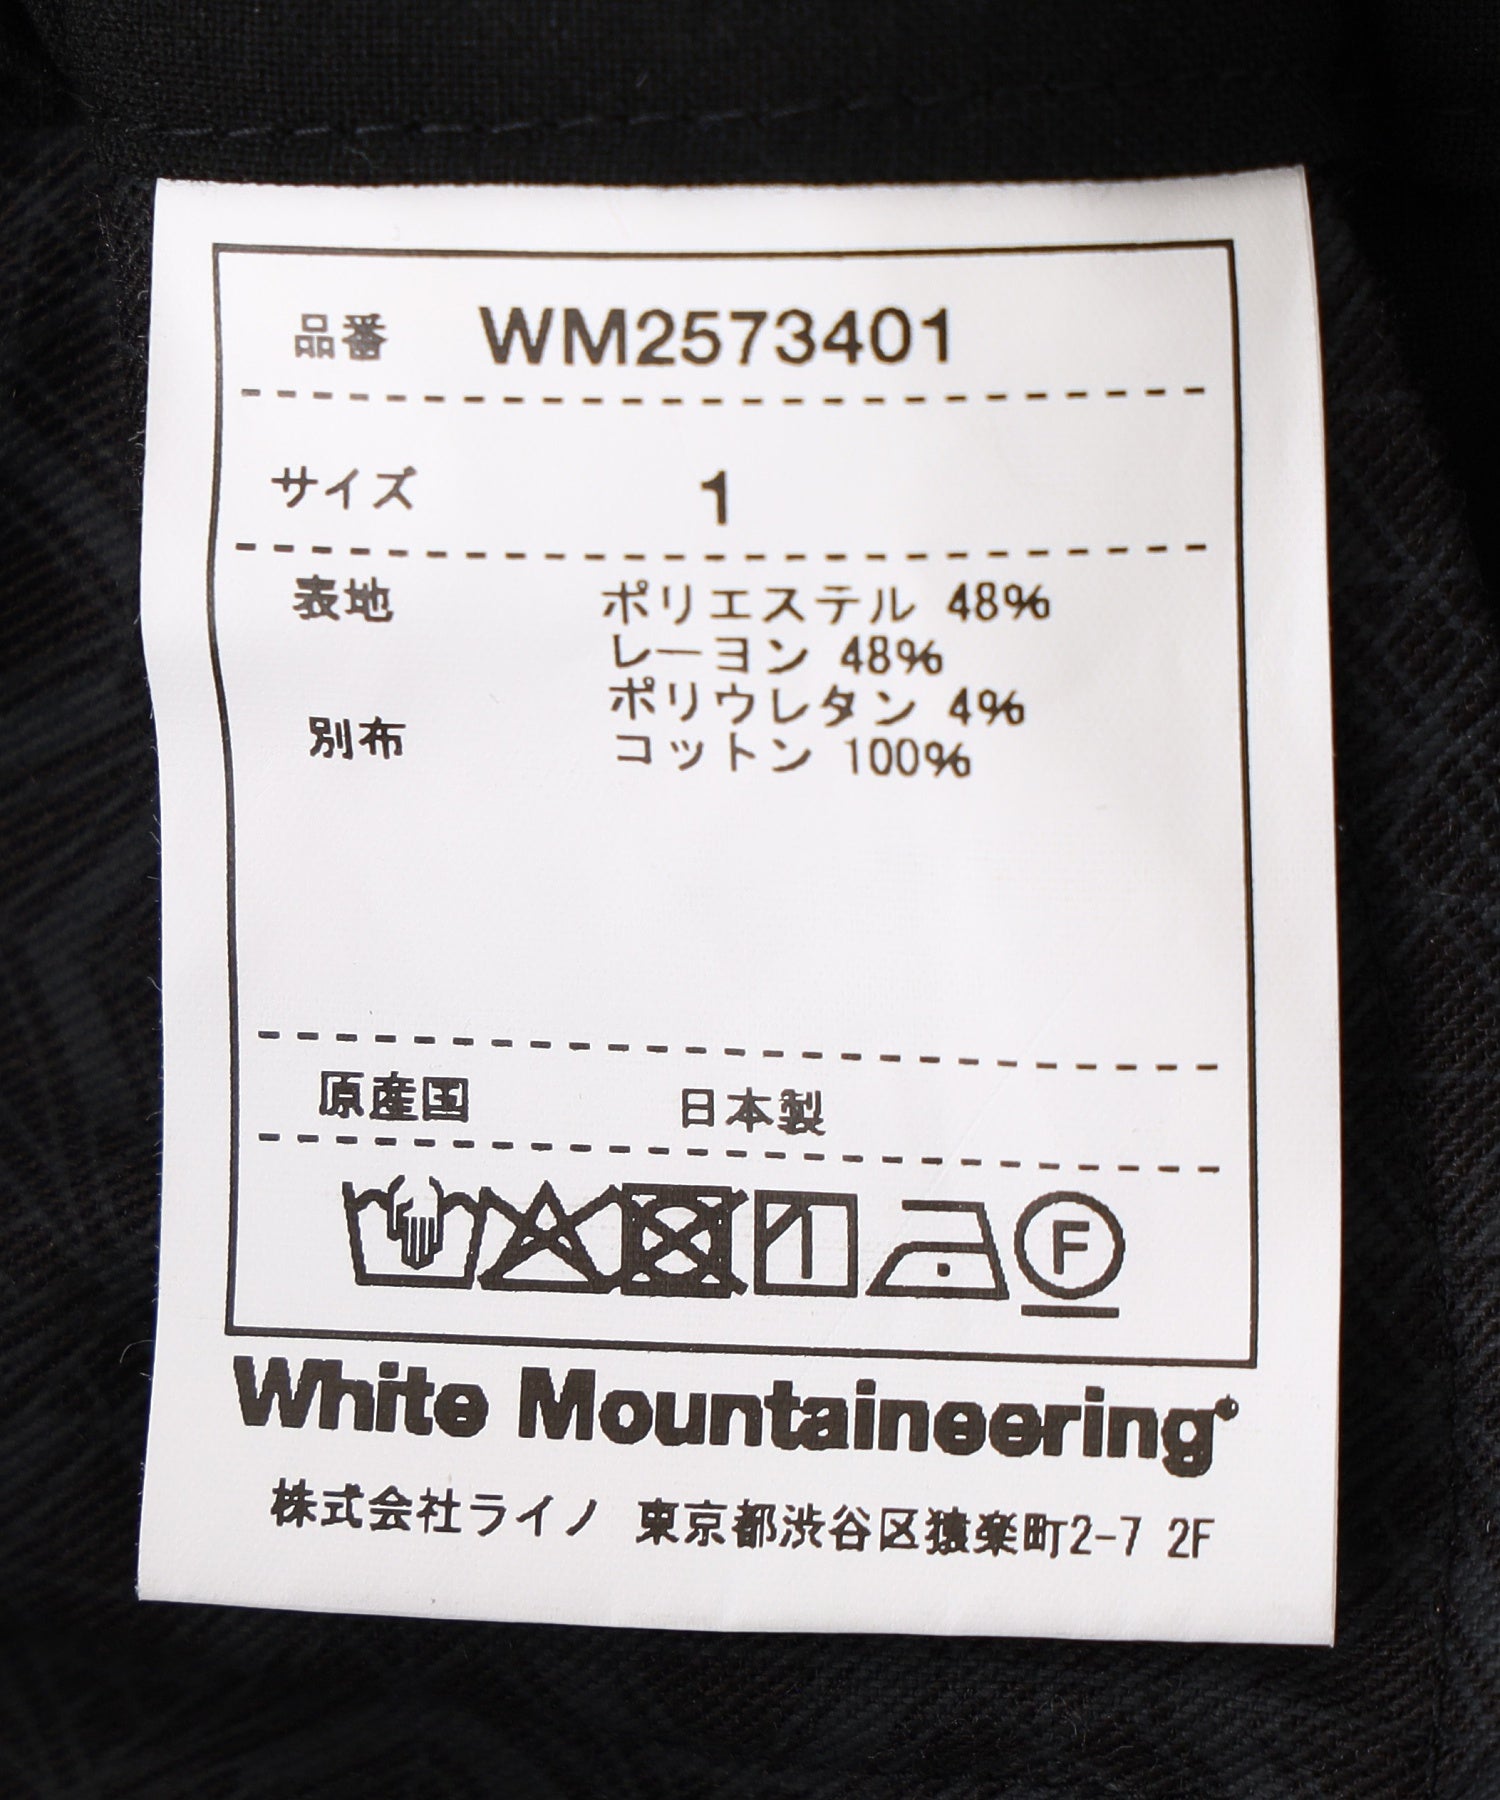 品番 WM2573401
サイズ 1
表地 ポリエステル 48%
レーヨン 48%
ポリウレタン 4%
別布 コットン 100%
原産国 日本製
F
White Mountaineering®
株式会社ライノ 東京都渋谷区猿楽町2-7 2F